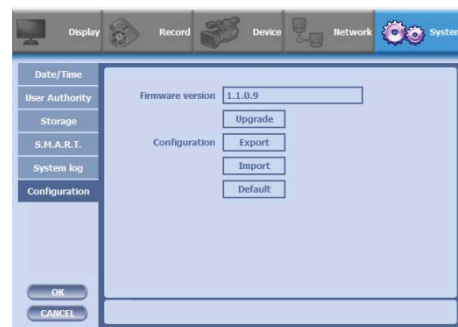 Display Record Device Network System
Date/Time
User Authority
Storage
S.M.A.R.T.
System log
Configuration
Firmware version 1.1.0.9
Upgrade
Configuration Export
Import
Default
OK
CANCEL